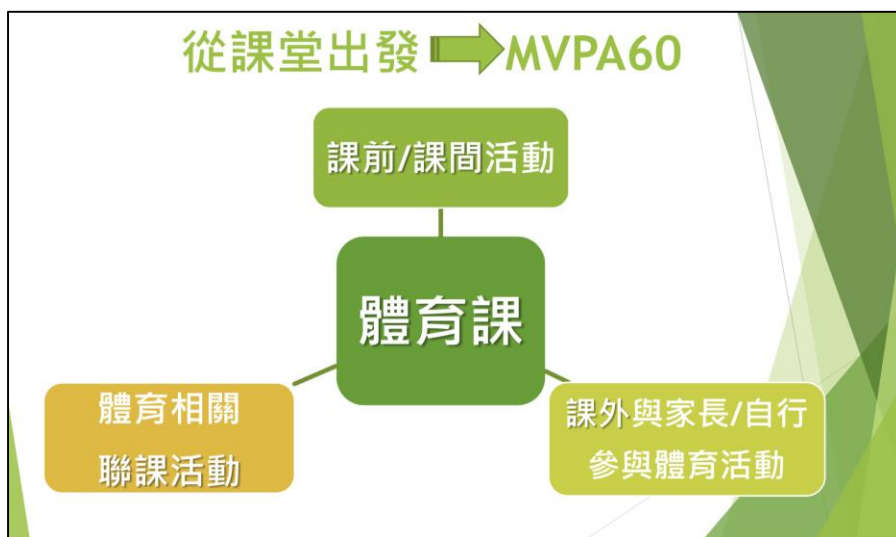 從課堂出發 MVPA60
課前/課間活動
體育課
體育相關
聯課活動
課外與家長/自行
參與體育活動